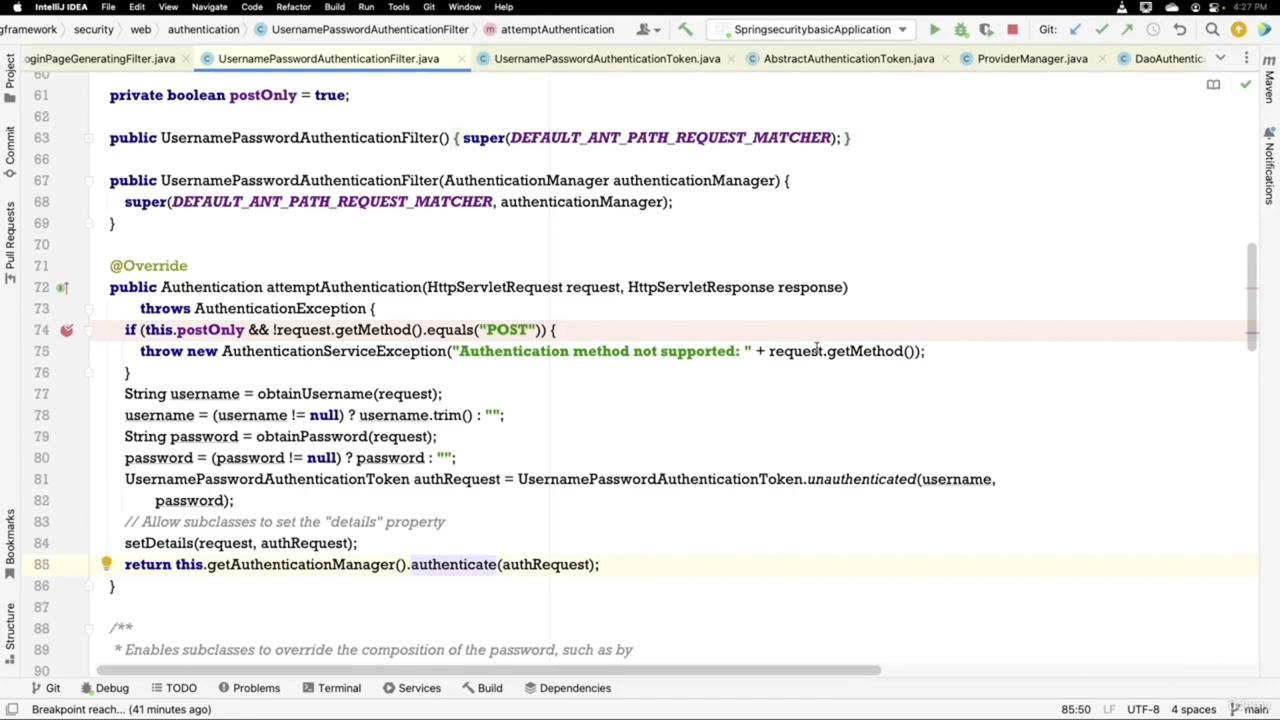 IntelliJ IDEA File Edit View Navigate Code Refactor Build Run Tools Git Window Help 4:27 PM
gframework security web authentication UsernamePasswordAuthenticationFilter attemptAuthentication SpringsecuritybasicApplication Git:
oginPageGeneratingFilter.java UsernamePasswordAuthenticationFilter.java UsernamePasswordAuthenticationToken.java AbstractAuthenticationToken.java ProviderManager.java DaoAuthentic
Project
Commit
Pull Requests
Bookmarks
Structure
Maven
Notifications
60
61 private boolean postOnly = true;
62
63 public UsernamePasswordAuthenticationFilter() { super(DEFAULT_ANT_PATH_REQUEST_MATCHER); }
66
67 public UsernamePasswordAuthenticationFilter(AuthenticationManager authenticationManager) {
68 super(DEFAULT_ANT_PATH_REQUEST_MATCHER, authenticationManager);
69 }
70
71 @Override
72 public Authentication attemptAuthentication(HttpServletRequest request, HttpServletResponse response)
73 throws AuthenticationException {
74 if (this.postOnly && !request.getMethod().equals("POST")) {
75 throw new AuthenticationServiceException("Authentication method not supported: " + request.getMethod());
76 }
77 String username = obtainUsername(request);
78 username = (username != null) ? username.trim() : "";
79 String password = obtainPassword(request);
80 password = (password != null) ? password : "";
81 UsernamePasswordAuthenticationToken authRequest = UsernamePasswordAuthenticationToken.unauthenticated(username,
82 password);
83 // Allow subclasses to set the "details" property
84 setDetails(request, authRequest);
85 return this.getAuthenticationManager().authenticate(authRequest);
86 }
87
88 /**
89 * Enables subclasses to override the composition of the password, such as by
90
Git Debug TODO Problems Terminal Services Build Dependencies
Breakpoint reach... (41 minutes ago) 85:50 LF UTF-8 4 spaces main